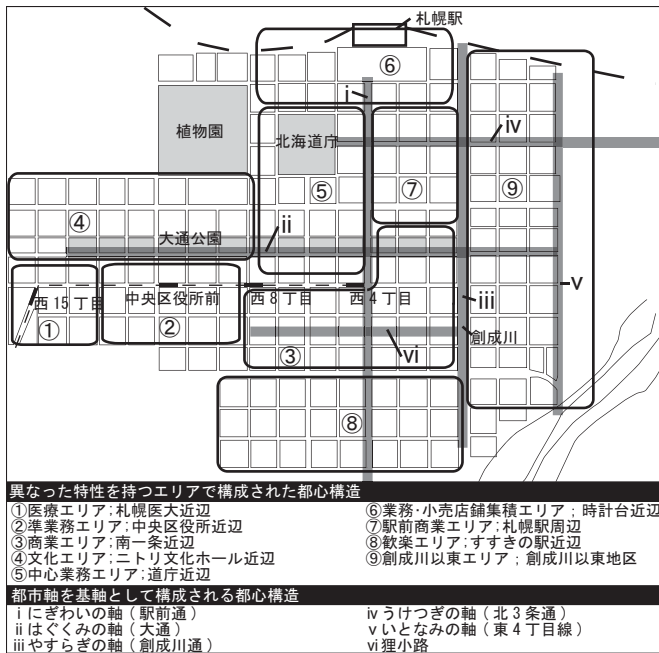 札幌駅
⑥
i
iv
植物園
北海道庁
⑤
⑦
⑨
④
ii
大通公園
西15丁目
中央区役所前
西8丁目
西4丁目
iii
v
①
②
③
vi
創成川
⑧
異なった特性を持つエリアで構成された都心構造
①医療エリア;札幌医大近辺
②準業務エリア;中央区役所近辺
③商業エリア;南一条近辺
④文化エリア;ニトリ文化ホール近辺
⑤中心業務エリア;道庁近辺
⑥業務・小売店舗集積エリア;時計台近辺
⑦駅前商業エリア;札幌駅周辺
⑧歓楽エリア;すすきの駅近辺
⑨創成川以東エリア;創成川以東地区
都市軸を基軸として構成される都心構造
i にぎわいの軸(駅前通)
ii はぐくみの軸(大通)
iii やすらぎの軸(創成川通)
iv うけつぎの軸(北3条通)
v いとなみの軸(東4丁目線)
vi 狸小路